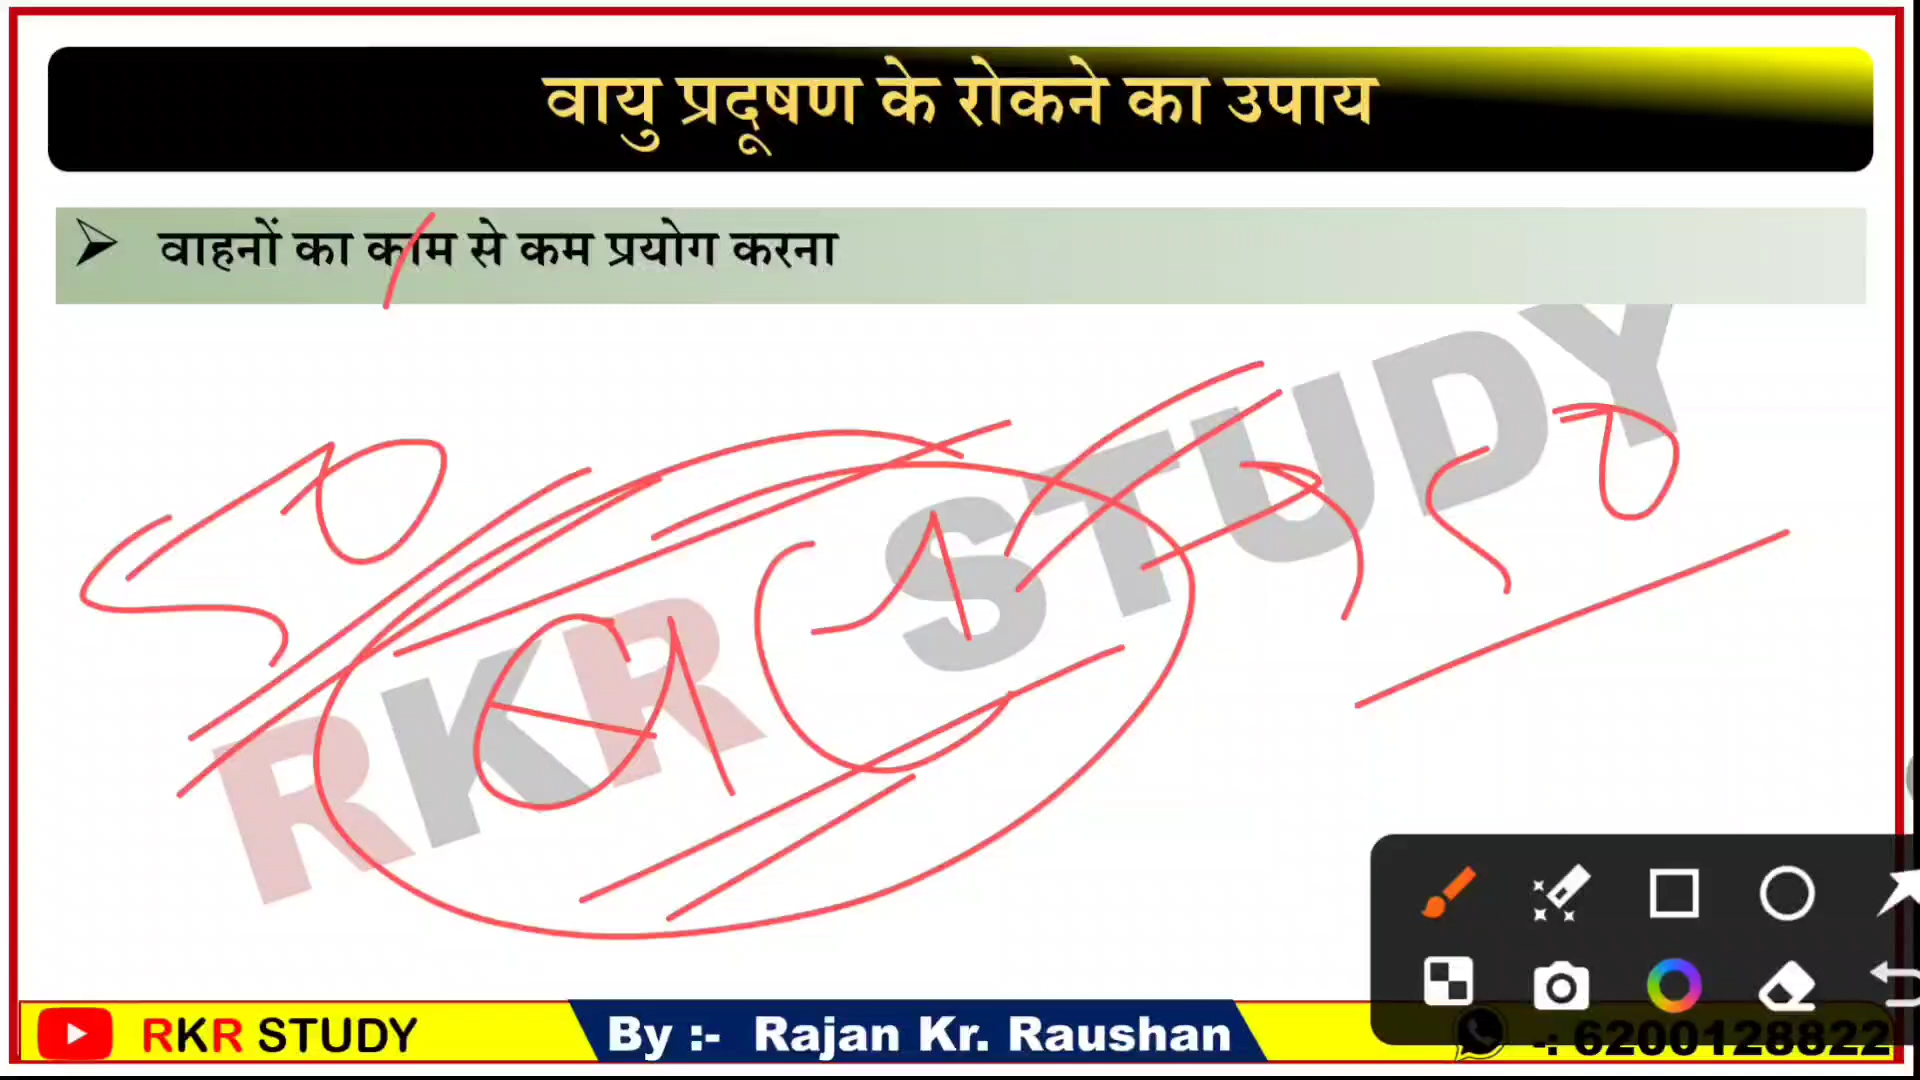 वायु प्रदूषण के रोकने का उपाय
➢ वाहनों का काम से कम प्रयोग करना
RKR STUDY
RKR STUDY
By :- Rajan Kr. Raushan
-: 6200128822